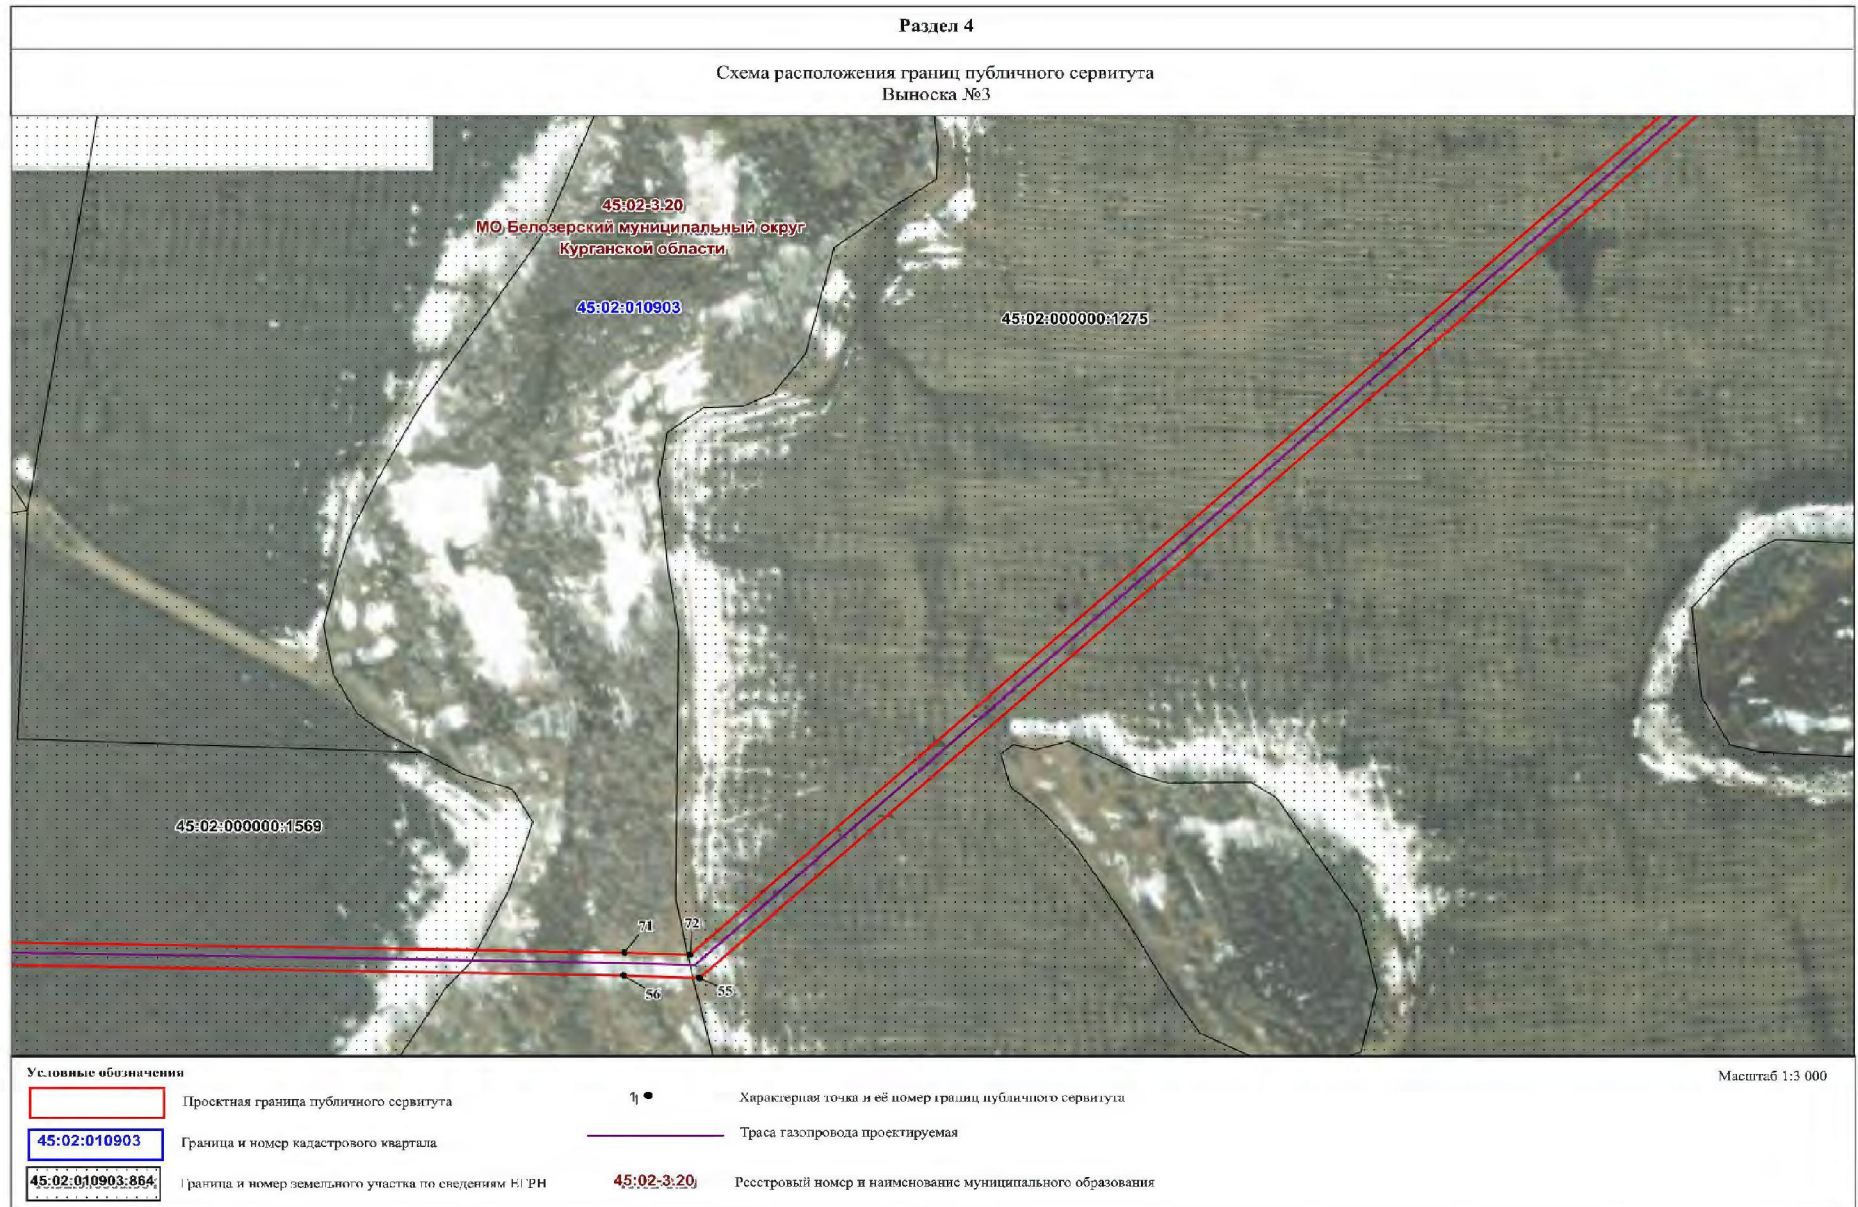 Раздел 4
Схема расположения границ публичного сервитута
Выноска №3
45:02-3.20
МО Белозерский муниципальный округ
Курганской области
45:02:010903
45:02:000000:1275
45:02:000000:1569
71
72
56
55
Условные обозначения
Масштаб 1:3 000
Проектная граница публичного сервитута
1 Характерная точка и её номер границ публичного сервитута
45:02:010903 Граница и номер кадастрового квартала
Траса газопровода проектируемая
45:02:010903:864 Граница и номер земельного участка по сведениям ЕГРН
45:02-3.20 Реестровый номер и наименование муниципального образования